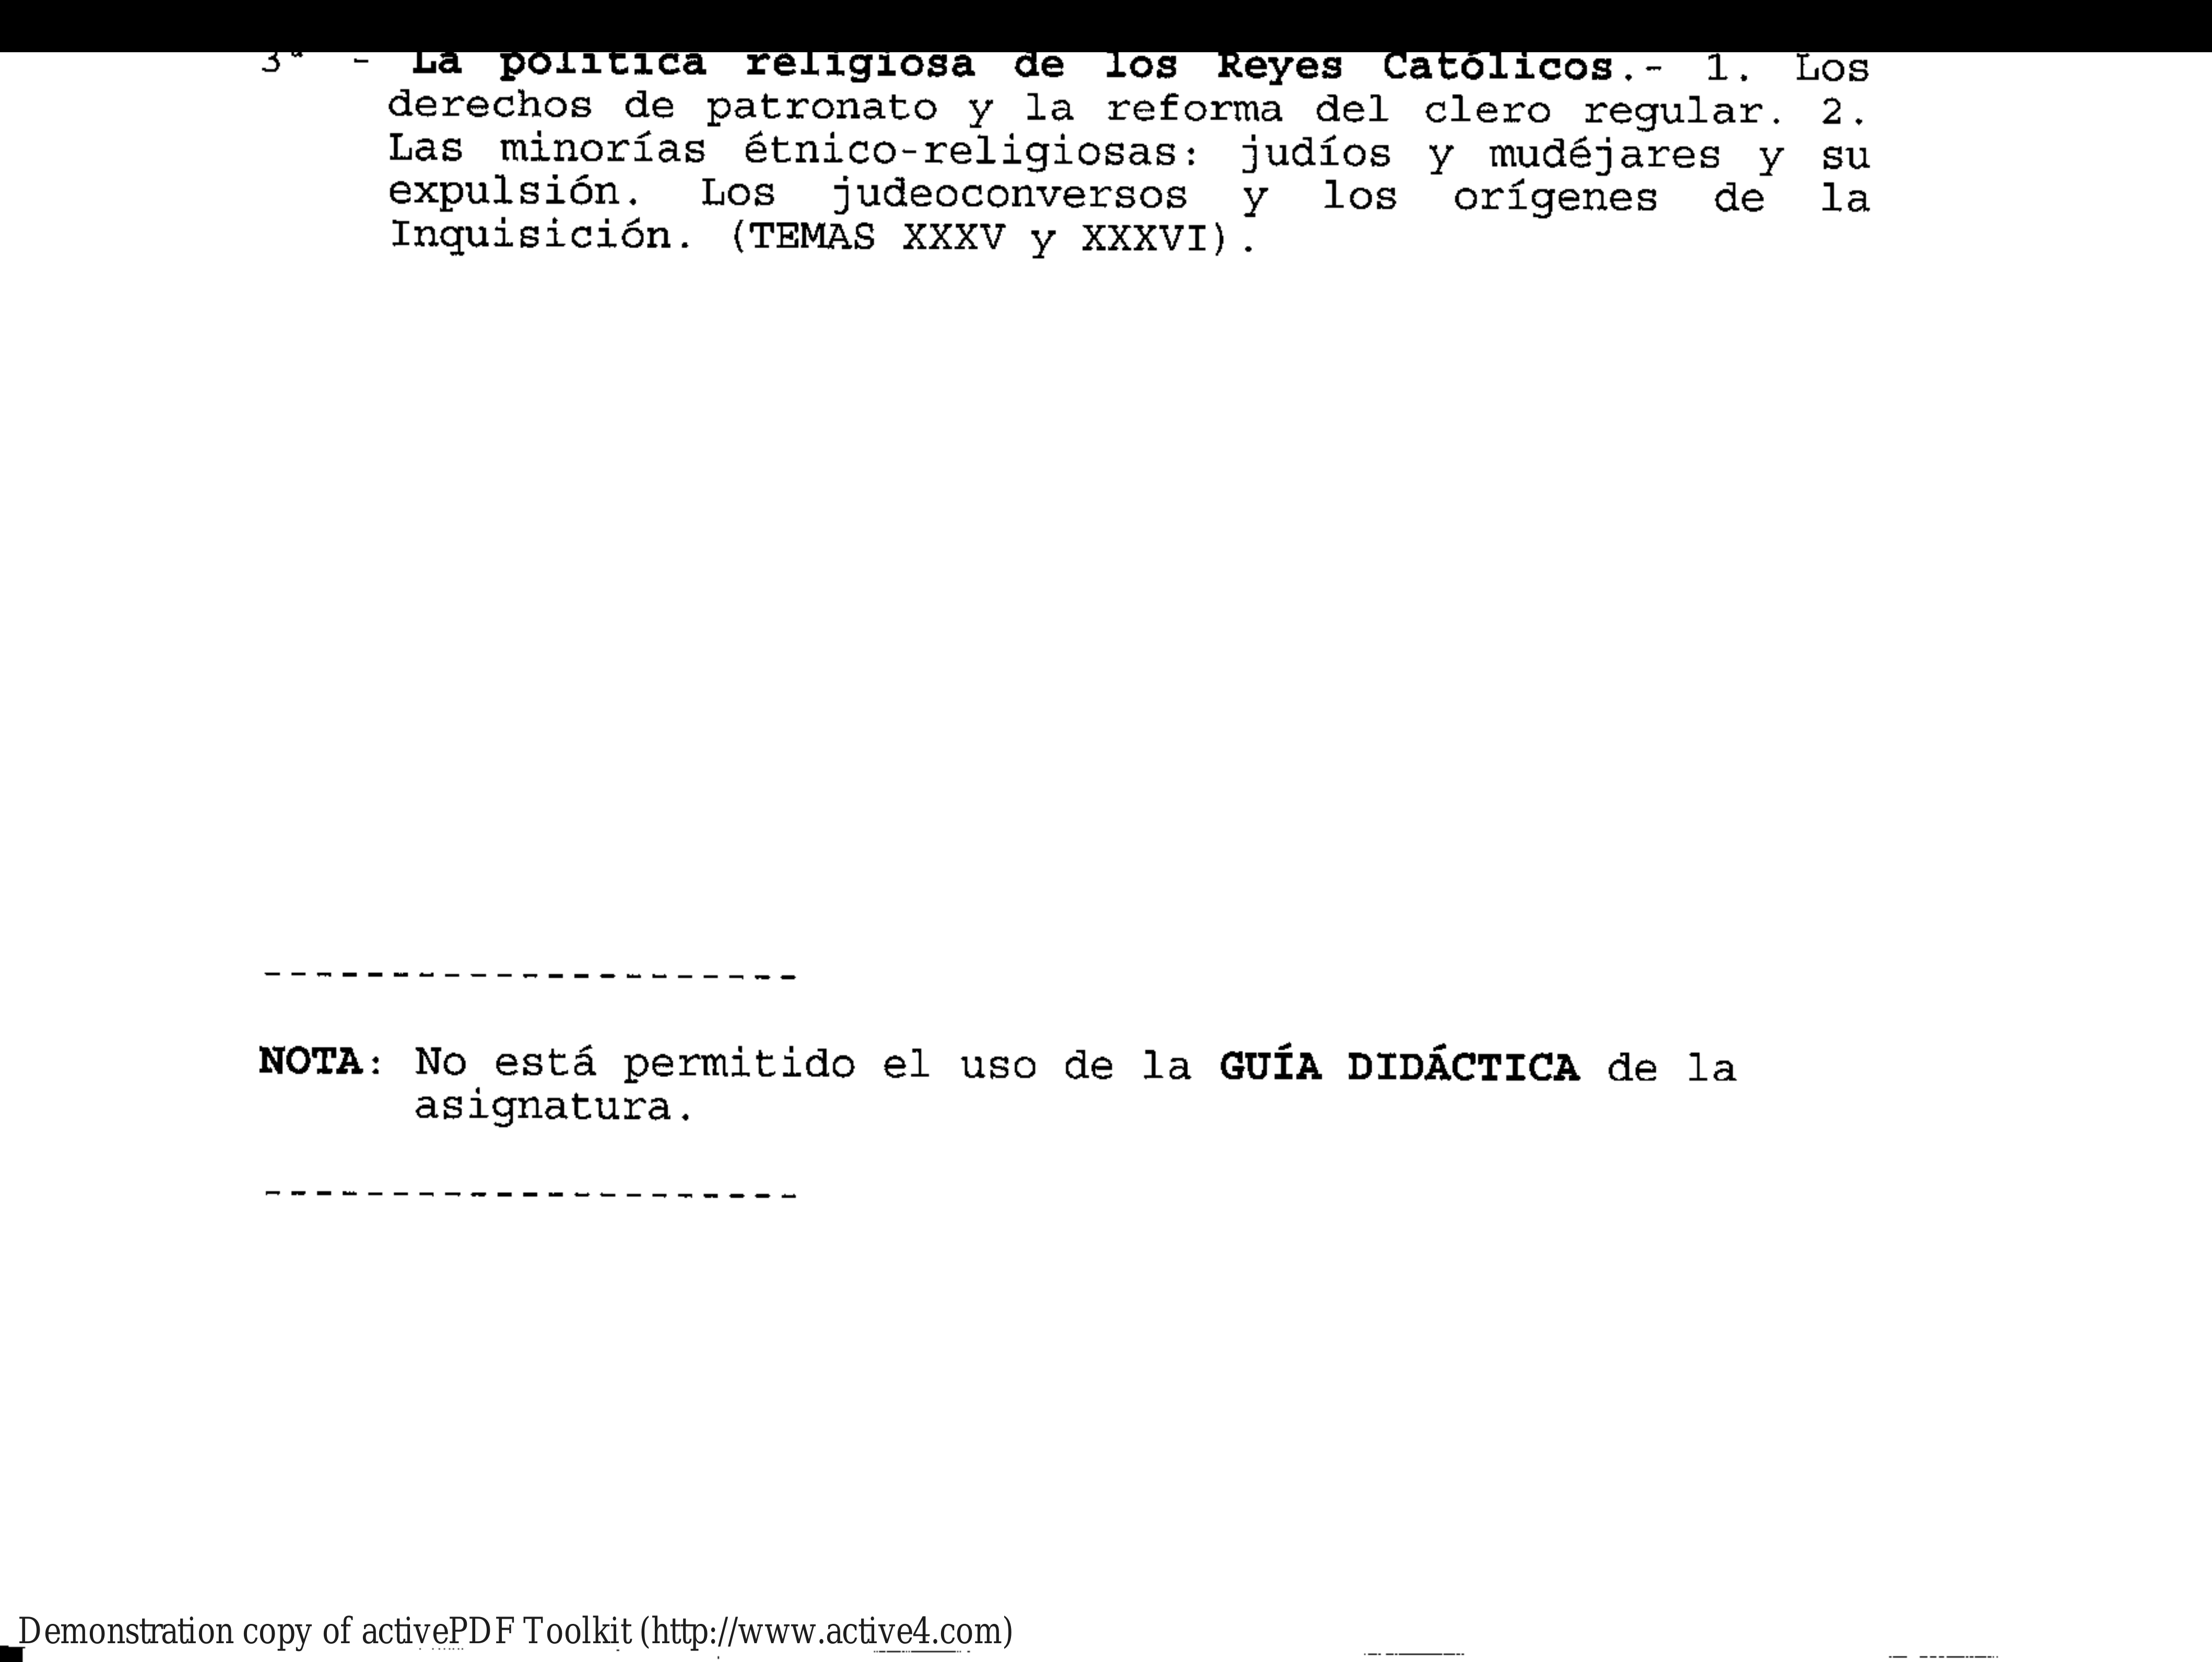 3ª - La política religiosa de los Reyes Católicos.- 1. Los
derechos de patronato y la reforma del clero regular. 2.
Las minorías étnico-religiosas: judíos y mudéjares y su
expulsión. Los judeoconversos y los orígenes de la
Inquisición. (TEMAS XXXV y XXXVI).
---------------------
NOTA: No está permitido el uso de la GUÍA DIDÁCTICA de la
asignatura.
---------------------
Demonstration copy of activePDF Toolkit (http://www.active4.com)